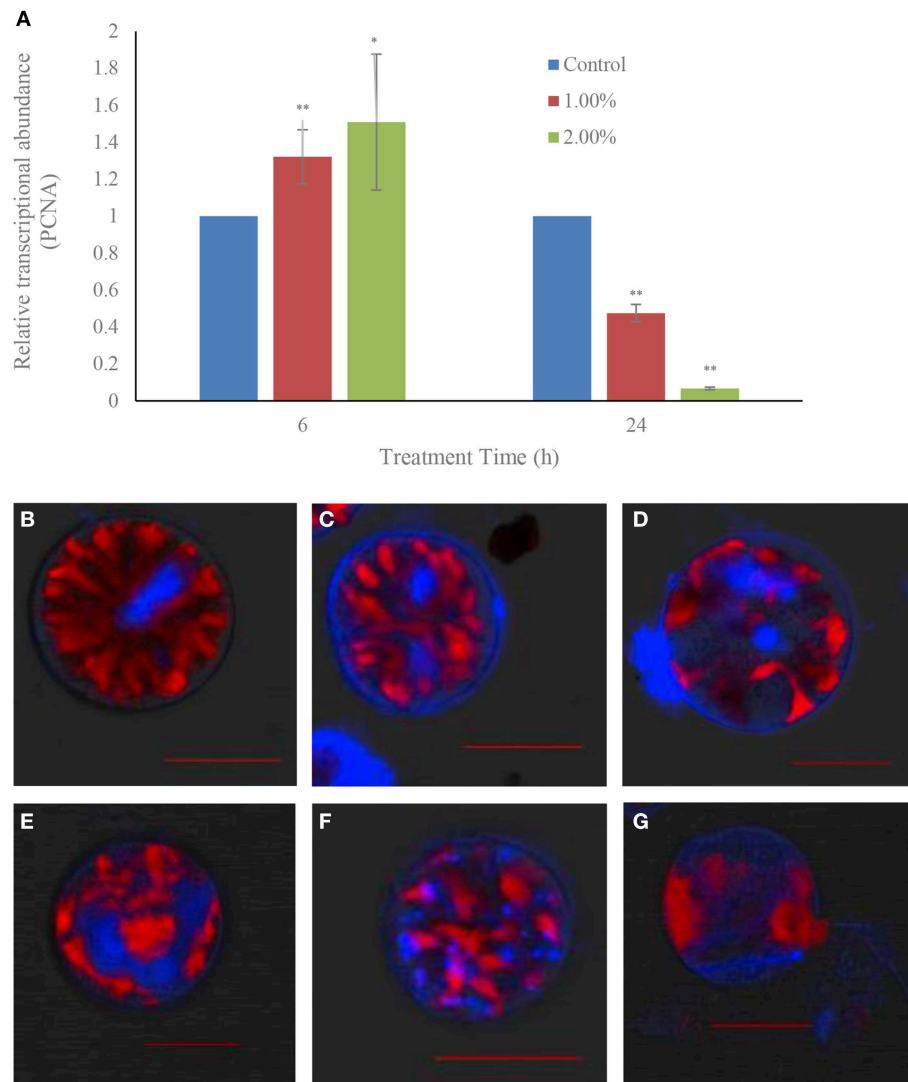 A
Relative transcriptional abundance
(PCNA)
2
1.8
1.6
1.4
1.2
1
0.8
0.6
0.4
0.2
0
**
*
**
**
Control
1.00%
2.00%
6
24
Treatment Time (h)
B
C
D
E
F
G